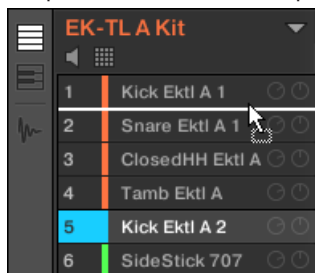 EK-TL A Kit
1 Kick Ektl A 1
2 Snare Ektl A 1
3 ClosedHH Ektl A
4 Tamb Ektl A
5 Kick Ektl A 2
6 SideStick 707